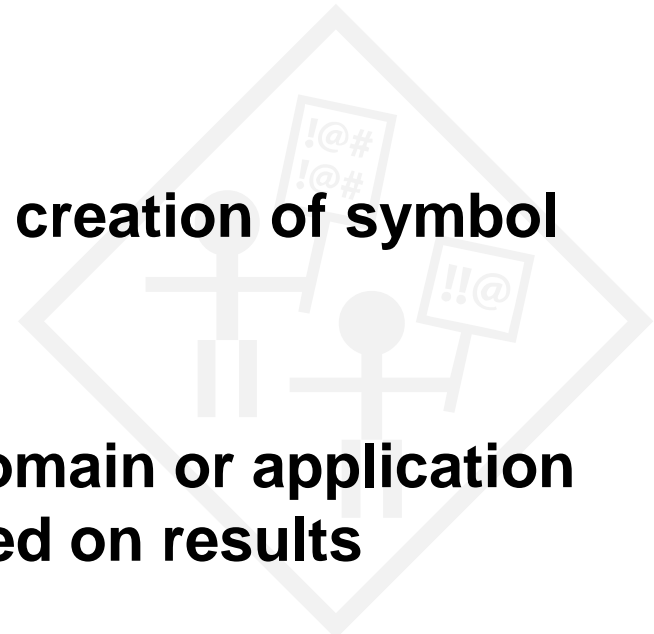 !@#
!@#
creation of symbol
!!@
omain or application
ed on results